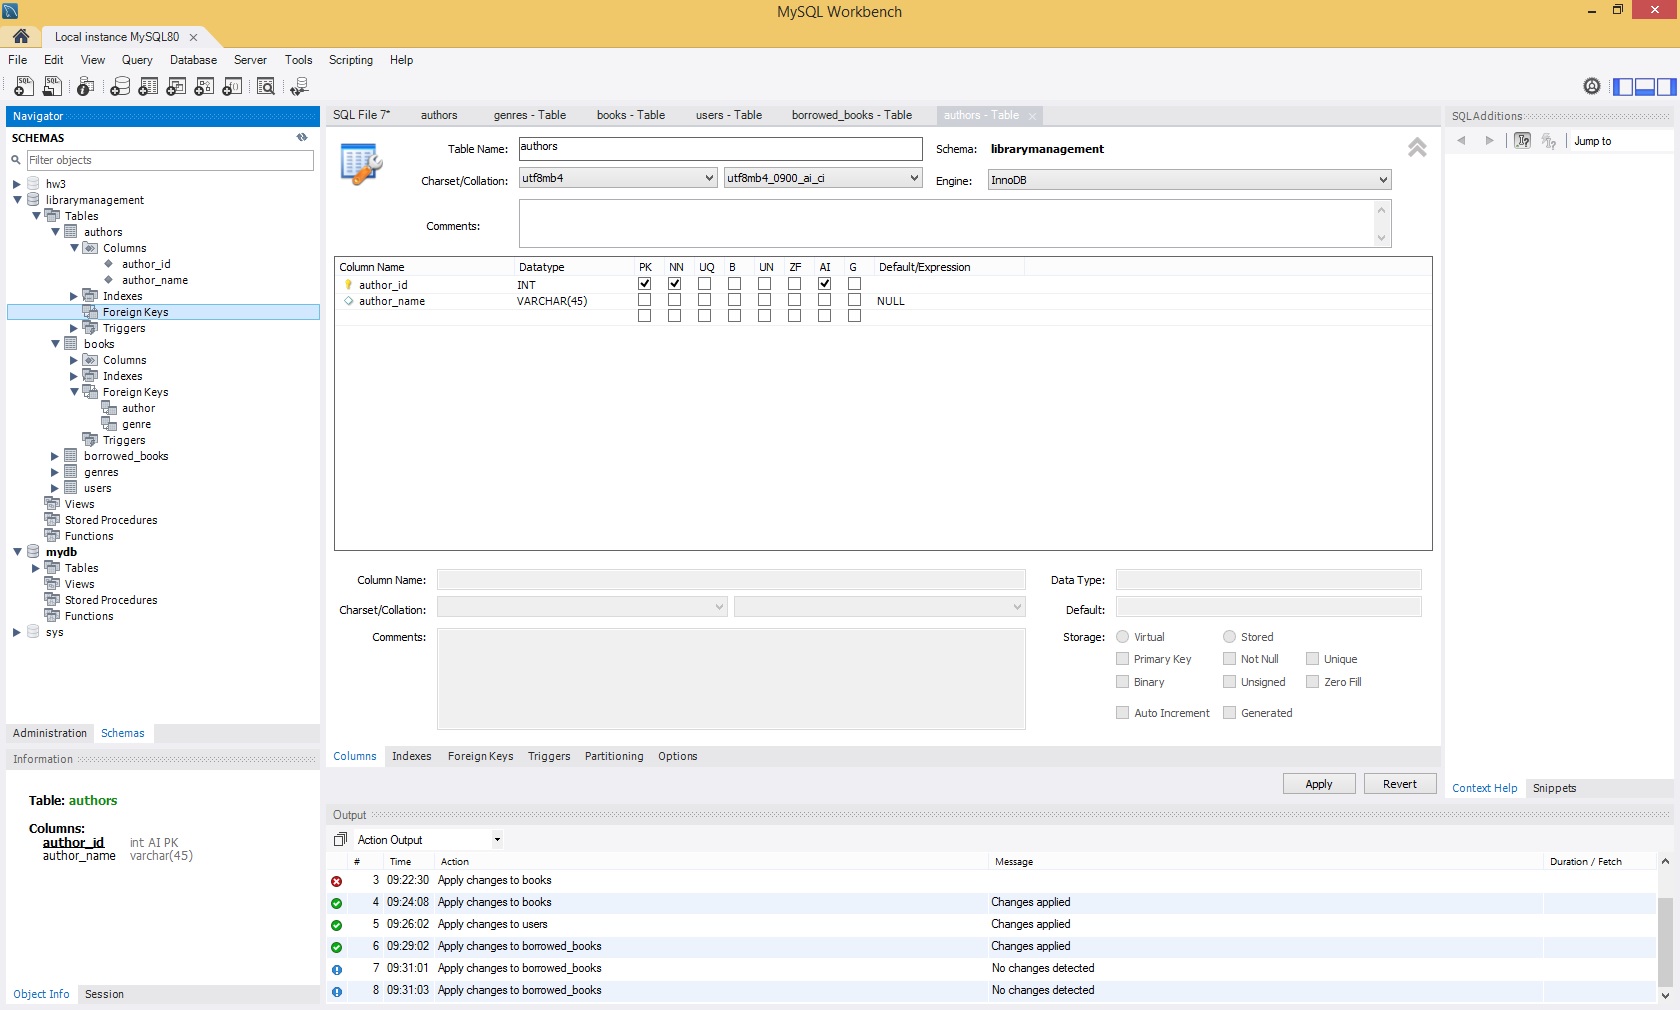 MySQL Workbench
Local instance MySQL80
File Edit View Query Database Server Tools Scripting Help
Navigator
SCHEMAS
Filter objects
hw3
librarymanagement
Tables
authors
Columns
author_id
author_name
Indexes
Foreign Keys
Triggers
books
Columns
Indexes
Foreign Keys
author
genre
Triggers
borrowed_books
genres
users
Views
Stored Procedures
Functions
mydb
Tables
Views
Stored Procedures
Functions
sys
Administration Schemas
Information
Table: authors
Columns:
author_id int AI PK
author_name varchar(45)
Object Info Session
SQL File 7* authors genres - Table books - Table users - Table borrowed_books - Table authors - Table
Table Name: authors Schema: librarymanagement
Charset/Collation: utf8mb4 utf8mb4_0900_ai_ci Engine: InnoDB
Comments:
Column Name Datatype PK NN UQ B UN ZF AI G Default/Expression
author_id INT
author_name VARCHAR(45) NULL
Column Name: Data Type:
Charset/Collation: Default:
Comments: Storage: Virtual Stored
Primary Key Not Null Unique
Binary Unsigned Zero Fill
Auto Increment Generated
Columns Indexes Foreign Keys Triggers Partitioning Options
Apply Revert
Output
Action Output
# Time Action Message Duration / Fetch
3 09:22:30 Apply changes to books
4 09:24:08 Apply changes to books Changes applied
5 09:26:02 Apply changes to users Changes applied
6 09:29:02 Apply changes to borrowed_books Changes applied
7 09:31:01 Apply changes to borrowed_books No changes detected
8 09:31:03 Apply changes to borrowed_books No changes detected
SQLAdditions
Jump to
Context Help Snippets